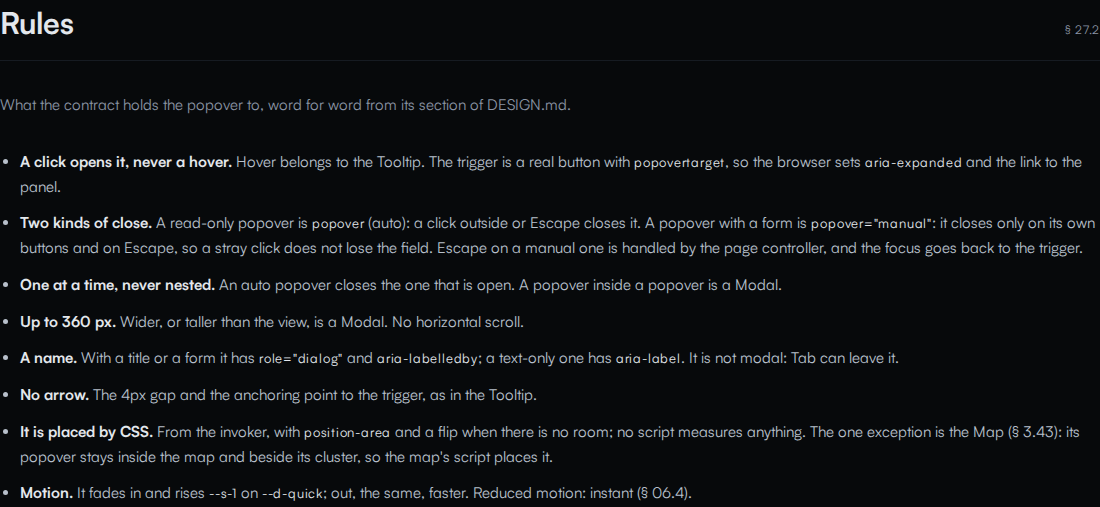 Rules
§ 27.2
What the contract holds the popover to, word for word from its section of DESIGN.md.
• A click opens it, never a hover. Hover belongs to the Tooltip. The trigger is a real button with popovertarget, so the browser sets aria-expanded and the link to the
panel.
• Two kinds of close. A read-only popover is popover (auto): a click outside or Escape closes it. A popover with a form is popover="manual": it closes only on its own
buttons and on Escape, so a stray click does not lose the field. Escape on a manual one is handled by the page controller, and the focus goes back to the trigger.
• One at a time, never nested. An auto popover closes the one that is open. A popover inside a popover is a Modal.
• Up to 360 px. Wider, or taller than the view, is a Modal. No horizontal scroll.
• A name. With a title or a form it has role="dialog" and aria-labelledby; a text-only one has aria-label. It is not modal: Tab can leave it.
• No arrow. The 4px gap and the anchoring point to the trigger, as in the Tooltip.
• It is placed by CSS. From the invoker, with position-area and a flip when there is no room; no script measures anything. The one exception is the Map (§ 3.43): its
popover stays inside the map and beside its cluster, so the map's script places it.
• Motion. It fades in and rises --s-1 on --d-quick; out, the same, faster. Reduced motion: instant (§ 06.4).